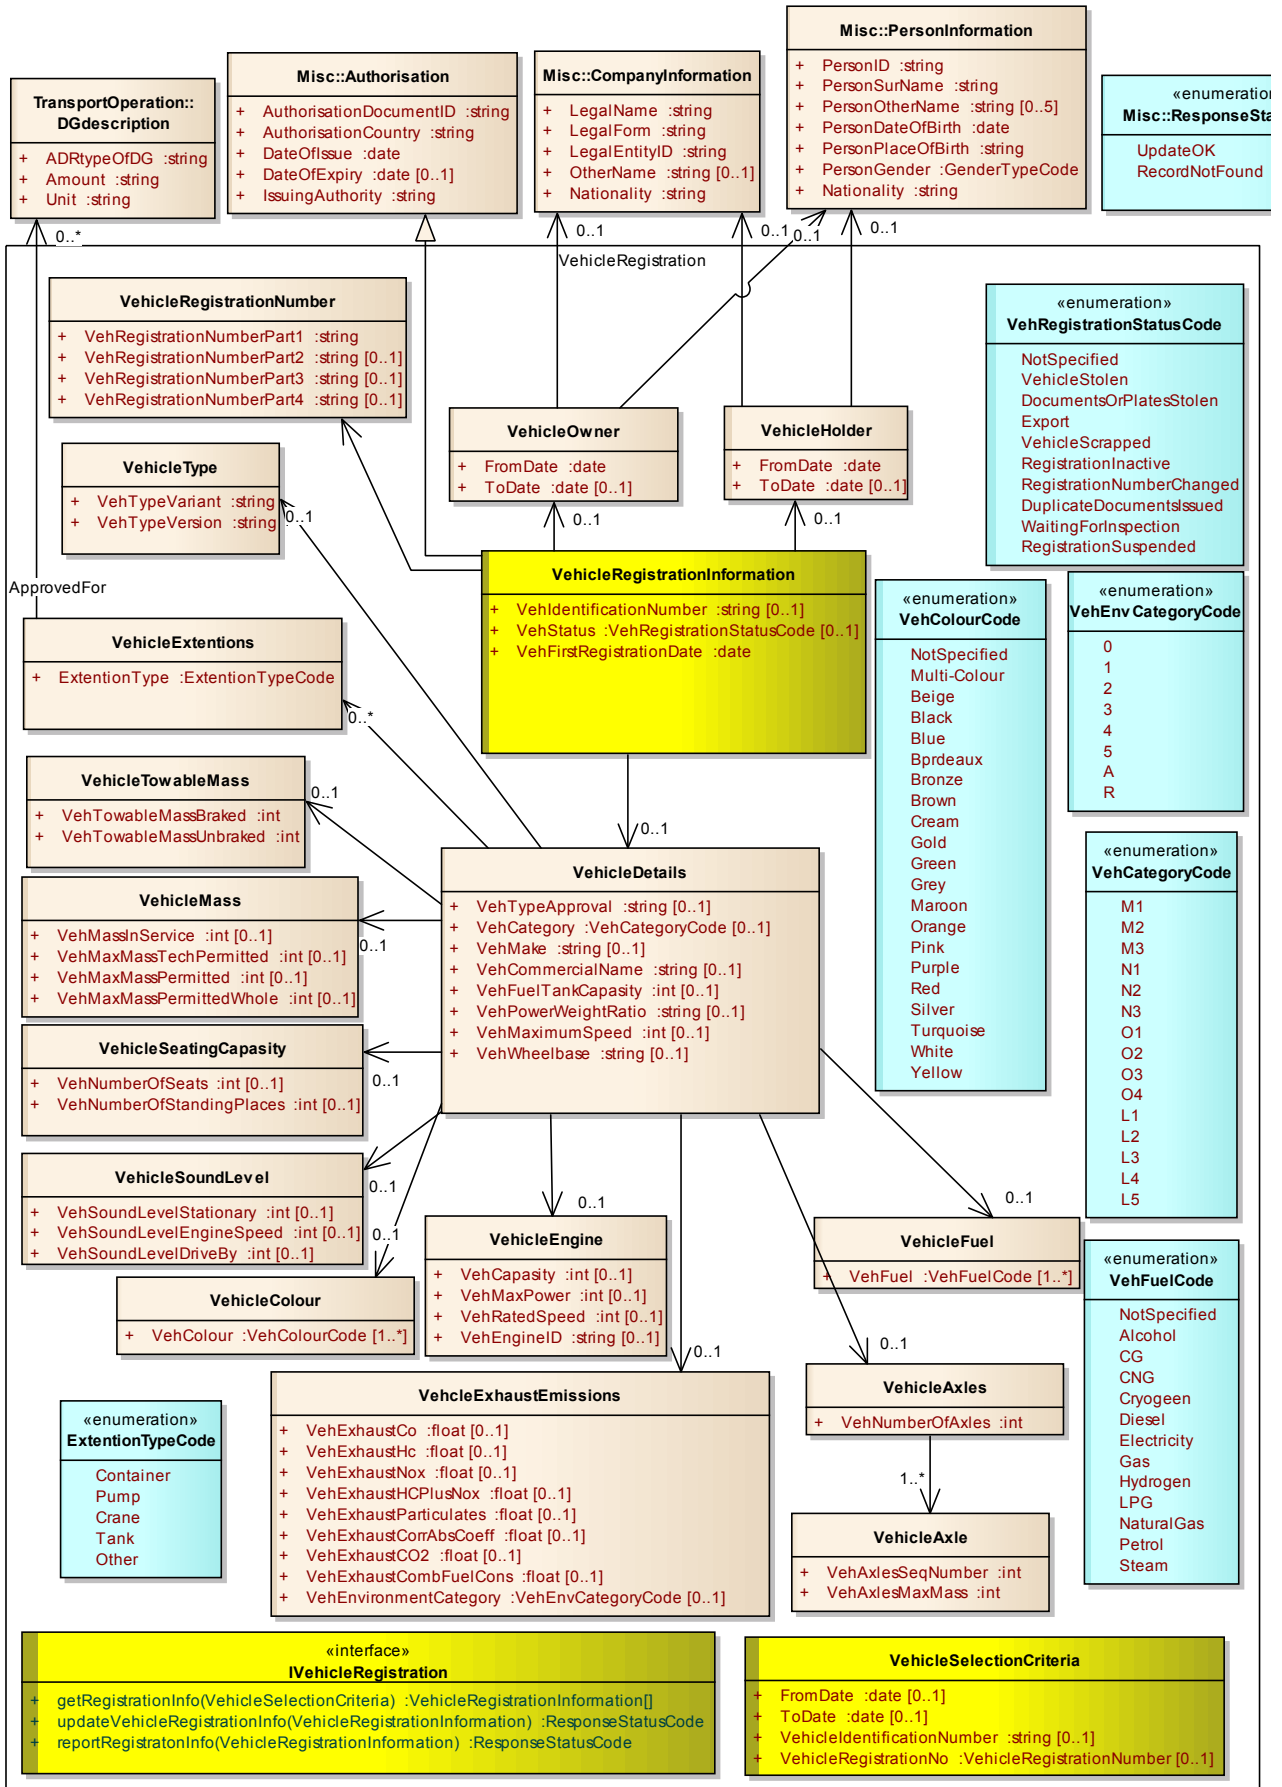 TransportOperation::
DGdescription
+ ADRtypeOfDG :string
+ Amount :string
+ Unit :string
Misc::Authorisation
+ AuthorisationDocumentID :string
+ AuthorisationCountry :string
+ DateOfIssue :date
+ DateOfExpiry :date [0..1]
+ IssuingAuthority :string
Misc::CompanyInformation
+ LegalName :string
+ LegalForm :string
+ LegalEntityID :string
+ OtherName :string [0..1]
+ Nationality :string
Misc::PersonInformation
+ PersonID :string
+ PersonSurName :string
+ PersonOtherName :string [0..5]
+ PersonDateOfBirth :date
+ PersonPlaceOfBirth :string
+ PersonGender :GenderTypeCode
+ Nationality :string
«enumeration
Misc::ResponseSta
UpdateOK
RecordNotFound
0..*
0..1
0..1
0..1
0..1
VehicleRegistration
VehicleRegistrationNumber
+ VehRegistrationNumberPart1 :string
+ VehRegistrationNumberPart2 :string [0..1]
+ VehRegistrationNumberPart3 :string [0..1]
+ VehRegistrationNumberPart4 :string [0..1]
«enumeration»
VehRegistrationStatusCode
NotSpecified
VehicleStolen
DocumentsOrPlatesStolen
Export
VehicleScrapped
RegistrationInactive
RegistrationNumberChanged
DuplicateDocumentsIssued
WaitingForInspection
RegistrationSuspended
VehicleOwner
+ FromDate :date
+ ToDate :date [0..1]
VehicleHolder
+ FromDate :date
+ ToDate :date [0..1]
VehicleType
+ VehTypeVariant :string
+ VehTypeVersion :string
0..1
0..1
0..1
VehicleRegistrationInformation
+ VehIdentificationNumber :string [0..1]
+ VehStatus :VehRegistrationStatusCode [0..1]
+ VehFirstRegistrationDate :date
ApprovedFor
VehicleExtentions
+ ExtentionType :ExtentionTypeCode
0..*
«enumeration»
VehColourCode
NotSpecified
Multi-Colour
Beige
Black
Blue
Bprdeaux
Bronze
Brown
Cream
Gold
Green
Grey
Maroon
Orange
Pink
Purple
Red
Silver
Turquoise
White
Yellow
«enumeration»
VehEnvCategoryCode
0
1
2
3
4
5
A
R
VehicleTowableMass
+ VehTowableMassBraked :int
+ VehTowableMassUnbraked :int
0..1
0..1
«enumeration»
VehCategoryCode
M1
M2
M3
N1
N2
N3
O1
O2
O3
O4
L1
L2
L3
L4
L5
VehicleDetails
+ VehTypeApproval :string [0..1]
+ VehCategory :VehCategoryCode [0..1]
+ VehMake :string [0..1]
+ VehCommercialName :string [0..1]
+ VehFuelTankCapasity :int [0..1]
+ VehPowerWeightRatio :string [0..1]
+ VehMaximumSpeed :int [0..1]
+ VehWheelbase :string [0..1]
VehicleMass
+ VehMassInService :int [0..1]
+ VehMaxMassTechPermitted :int [0..1]
+ VehMaxMassPermitted :int [0..1]
+ VehMaxMassPermittedWhole :int [0..1]
0..1
VehicleSeatingCapasity
+ VehNumberOfSeats :int [0..1]
+ VehNumberOfStandingPlaces :int [0..1]
0..1
VehicleSoundLevel
+ VehSoundLevelStationary :int [0..1]
+ VehSoundLevelEngineSpeed :int [0..1]
+ VehSoundLevelDriveBy :int [0..1]
0..1
0..1
VehicleColour
+ VehColour :VehColourCode [1..*]
0..1
VehicleEngine
+ VehCapasity :int [0..1]
+ VehMaxPower :int [0..1]
+ VehRatedSpeed :int [0..1]
+ VehEngineID :string [0..1]
0..1
VehicleFuel
+ VehFuel :VehFuelCode [1..*]
«enumeration»
VehFuelCode
NotSpecified
Alcohol
CG
CNG
Cryogeen
Diesel
Electricity
Gas
Hydrogen
LPG
NaturalGas
Petrol
Steam
0..1
0..1
VehicleAxles
+ VehNumberOfAxles :int
1..*
VehicleAxle
+ VehAxlesSeqNumber :int
+ VehAxlesMaxMass :int
VehcleExhaustEmissions
+ VehExhaustCo :float [0..1]
+ VehExhaustHc :float [0..1]
+ VehExhaustNox :float [0..1]
+ VehExhaustHCPlusNox :float [0..1]
+ VehExhaustParticulates :float [0..1]
+ VehExhaustCorrAbsCoeff :float [0..1]
+ VehExhaustCO2 :float [0..1]
+ VehExhaustCombFuelCons :float [0..1]
+ VehEnvironmentCategory :VehEnvCategoryCode [0..1]
«enumeration»
ExtentionTypeCode
Container
Pump
Crane
Tank
Other
«interface»
IVehicleRegistration
+ getRegistrationInfo(VehicleSelectionCriteria) :VehicleRegistrationInformation[]
+ updateVehicleRegistrationInfo(VehicleRegistrationInformation) :ResponseStatusCode
+ reportRegistratonInfo(VehicleRegistrationInformation) :ResponseStatusCode
VehicleSelectionCriteria
+ FromDate :date [0..1]
+ ToDate :date [0..1]
+ VehicleIdentificationNumber :string [0..1]
+ VehicleRegistrationNo :VehicleRegistrationNumber [0..1]